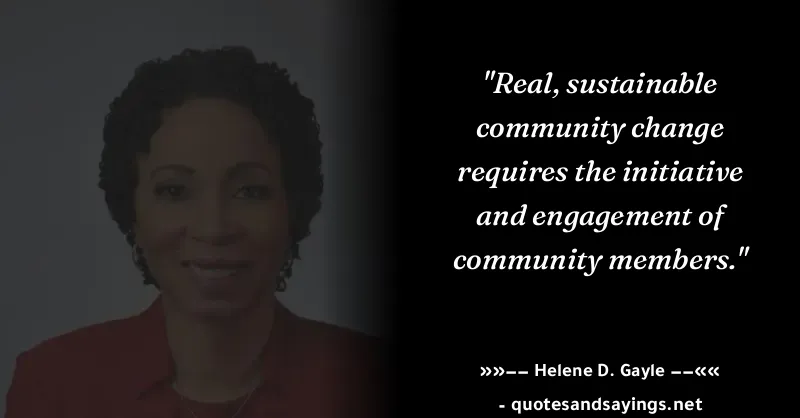 "Real, sustainable
community change
requires the initiative
and engagement of
community members."
»»–– Helene D. Gayle ––««
- quotesandsayings.net